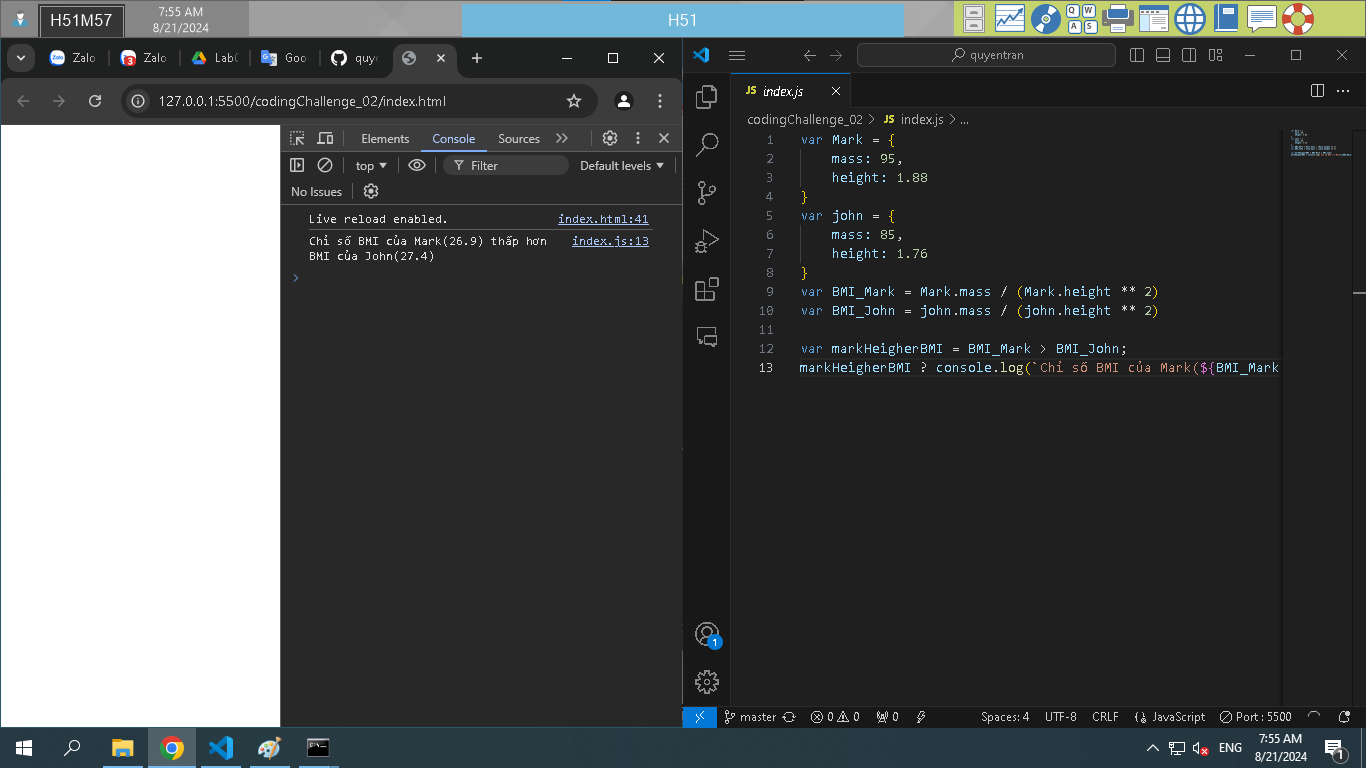 H51M57
7:55 AM
8/21/2024
H51
Q W
A S
Zalo
3
Zalo
Lab(
Goo
quye
127.0.0.1:5500/codingChallenge_02/index.html
Elements
Console
Sources
top
Filter
Default levels
No Issues
Live reload enabled.
index.html:41
Chỉ số BMI của Mark(26.9) thấp hơn
index.js:13
BMI của John(27.4)
quyentran
JS index.js
codingChallenge_02 > JS index.js > ...
1 var Mark = {
2 mass: 95,
3 height: 1.88
4 }
5 var john = {
6 mass: 85,
7 height: 1.76
8 }
9 var BMI_Mark = Mark.mass / (Mark.height ** 2)
10 var BMI_John = john.mass / (john.height ** 2)
11
12 var markHeigherBMI = BMI_Mark > BMI_John;
13 markHeigherBMI ? console.log(`Chỉ số BMI của Mark(${BMI_Mark
1
master
0
0
0
Spaces: 4
UTF-8
CRLF
JavaScript
Port : 5500
ENG
7:55 AM
8/21/2024
1